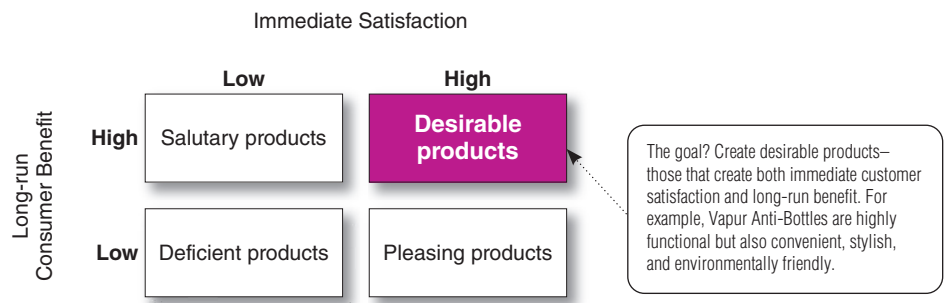 Immediate Satisfaction
Low
High
Long-run
Consumer Benefit
High
Salutary products
Desirable
products
Low
Deficient products
Pleasing products
The goal? Create desirable products–
those that create both immediate customer
satisfaction and long-run benefit. For
example, Vapur Anti-Bottles are highly
functional but also convenient, stylish,
and environmentally friendly.